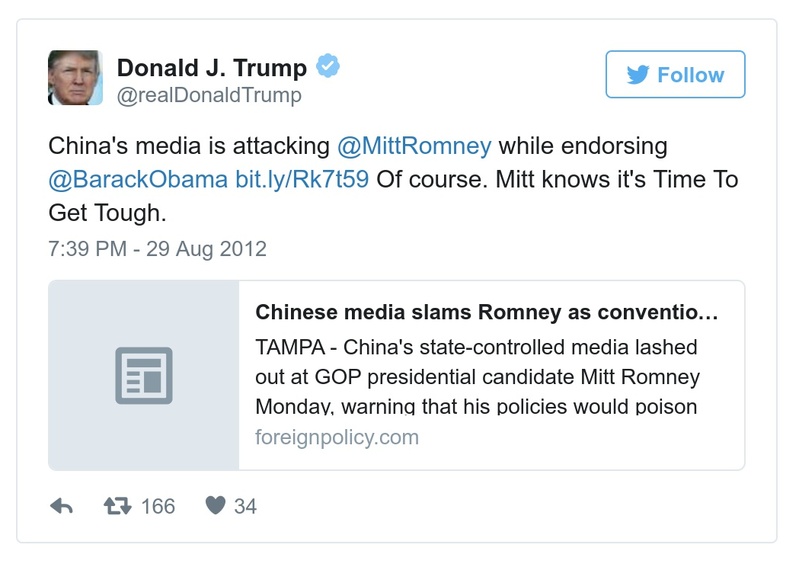 Donald J. Trump
@realDonaldTrump
Follow
China's media is attacking @MittRomney while endorsing
@BarackObama bit.ly/Rk7t59 Of course. Mitt knows it's Time To
Get Tough.
7:39 PM - 29 Aug 2012
Chinese media slams Romney as conventio…
TAMPA - China's state-controlled media lashed
out at GOP presidential candidate Mitt Romney
Monday, warning that his policies would poison
foreignpolicy.com
166
34